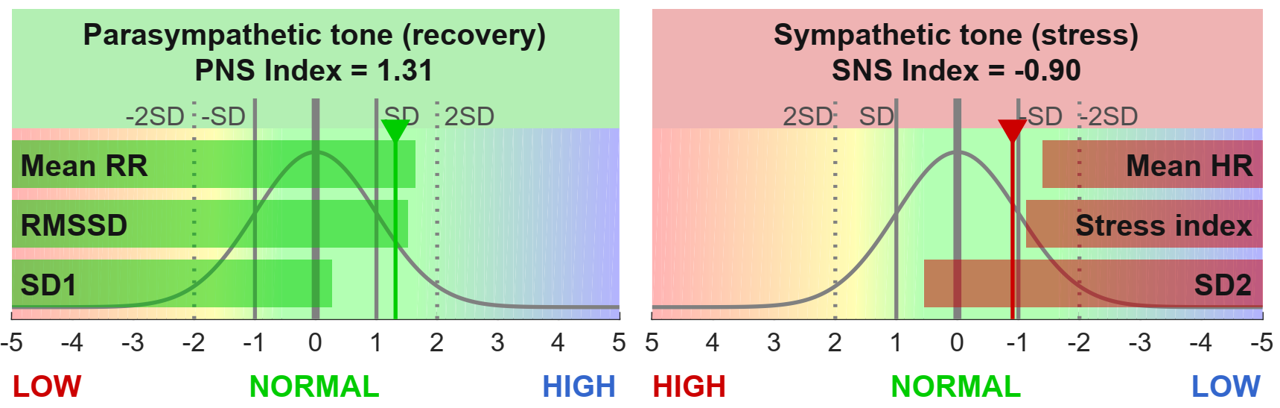 Parasympathetic tone (recovery)
PNS Index = 1.31
-2SD -SD SD 2SD
Mean RR
RMSSD
SD1
-5 -4 -3 -2 -1 0 1 2 3 4 5
LOW NORMAL HIGH
Sympathetic tone (stress)
SNS Index = -0.90
2SD SD -SD -2SD
Mean HR
Stress index
SD2
5 4 3 2 1 0 -1 -2 -3 -4 -5
HIGH NORMAL LOW